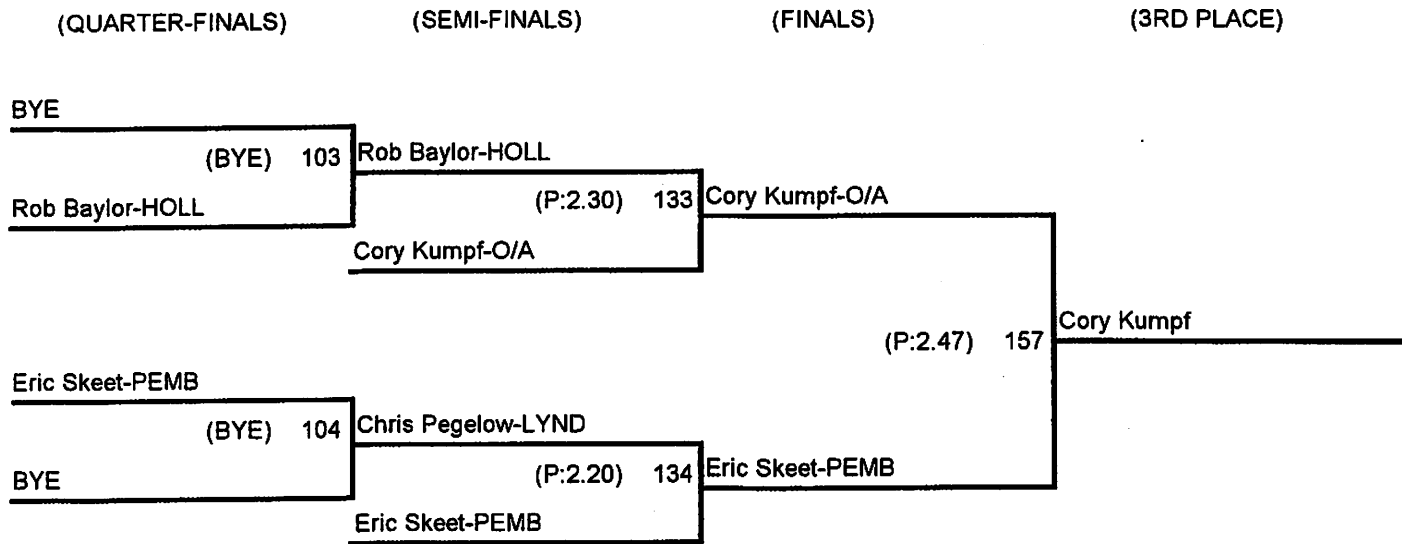 (QUARTER-FINALS) (SEMI-FINALS) (FINALS) (3RD PLACE)
BYE
(BYE) 103 Rob Baylor-HOLL
Rob Baylor-HOLL
(P:2.30) 133 Cory Kumpf-O/A
Cory Kumpf-O/A
(P:2.47) 157 Cory Kumpf
Eric Skeet-PEMB
(BYE) 104 Chris Pegelow-LYND
BYE
(P:2.20) 134 Eric Skeet-PEMB
Eric Skeet-PEMB